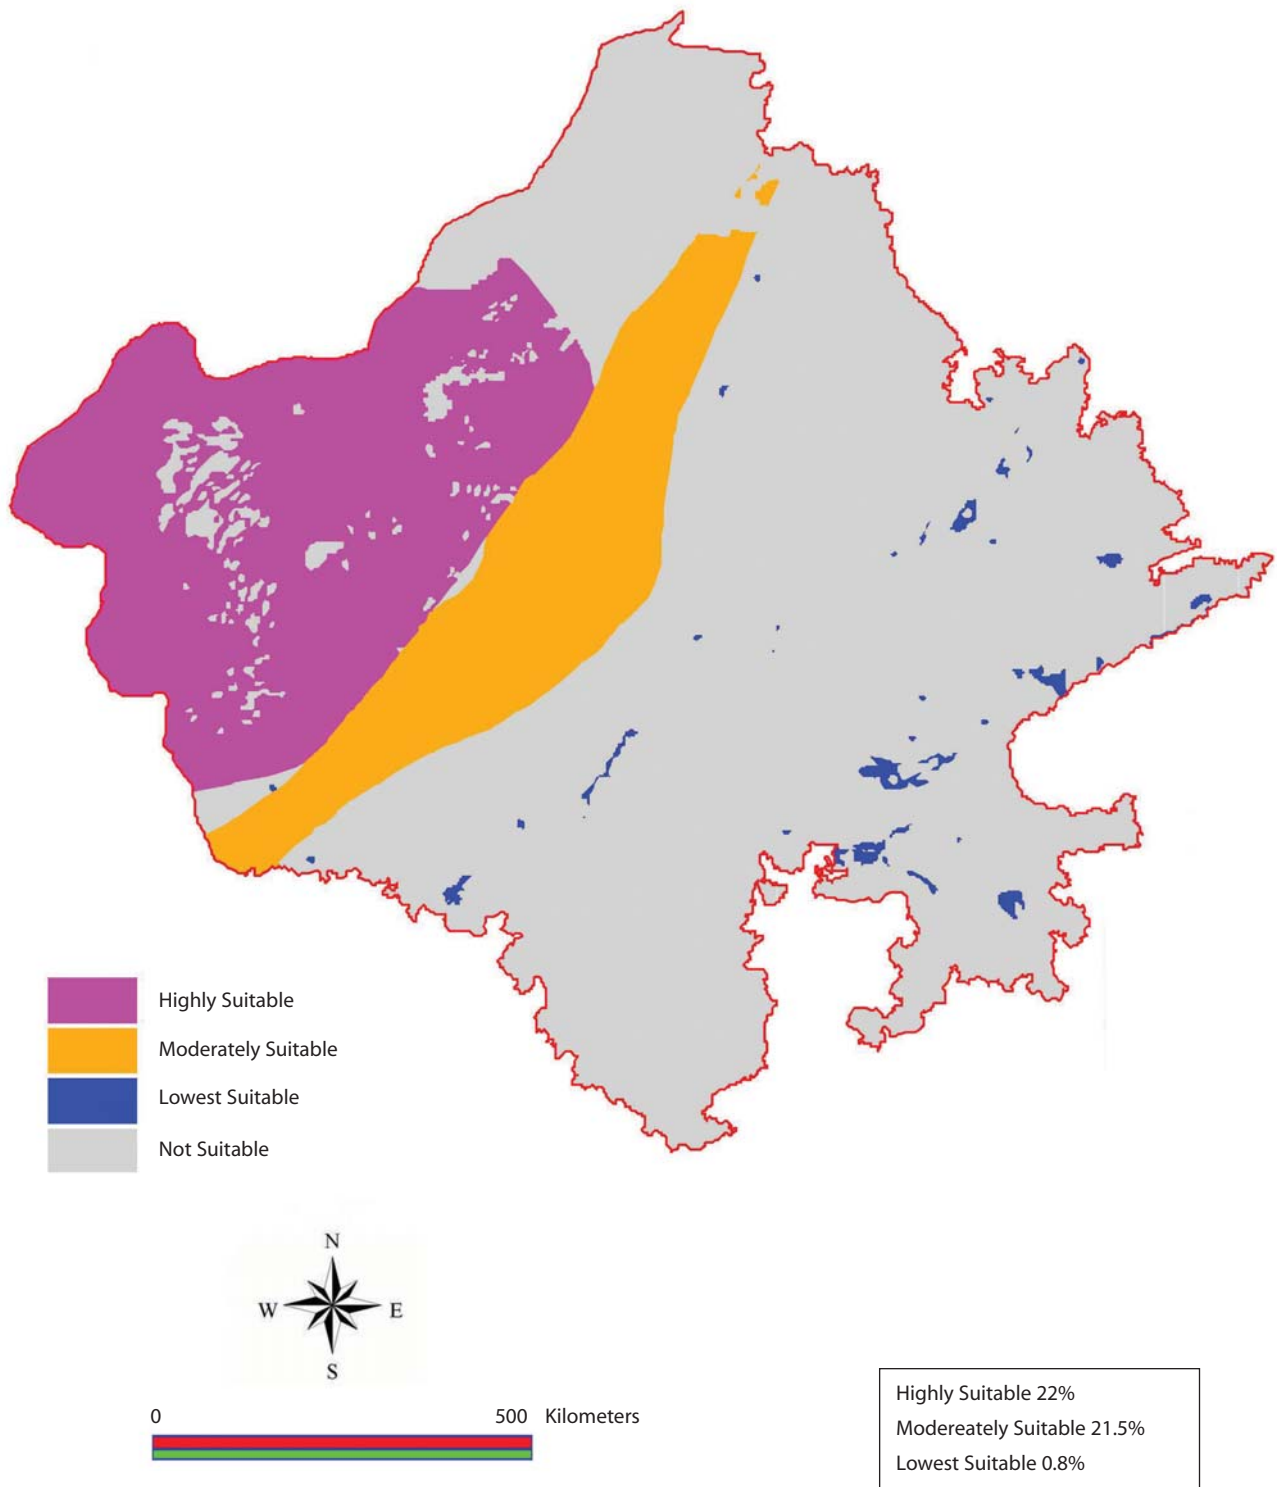 Highly Suitable
Moderately Suitable
Lowest Suitable
Not Suitable
N
W E
S
0 500 Kilometers
Highly Suitable 22%
Modereately Suitable 21.5%
Lowest Suitable 0.8%